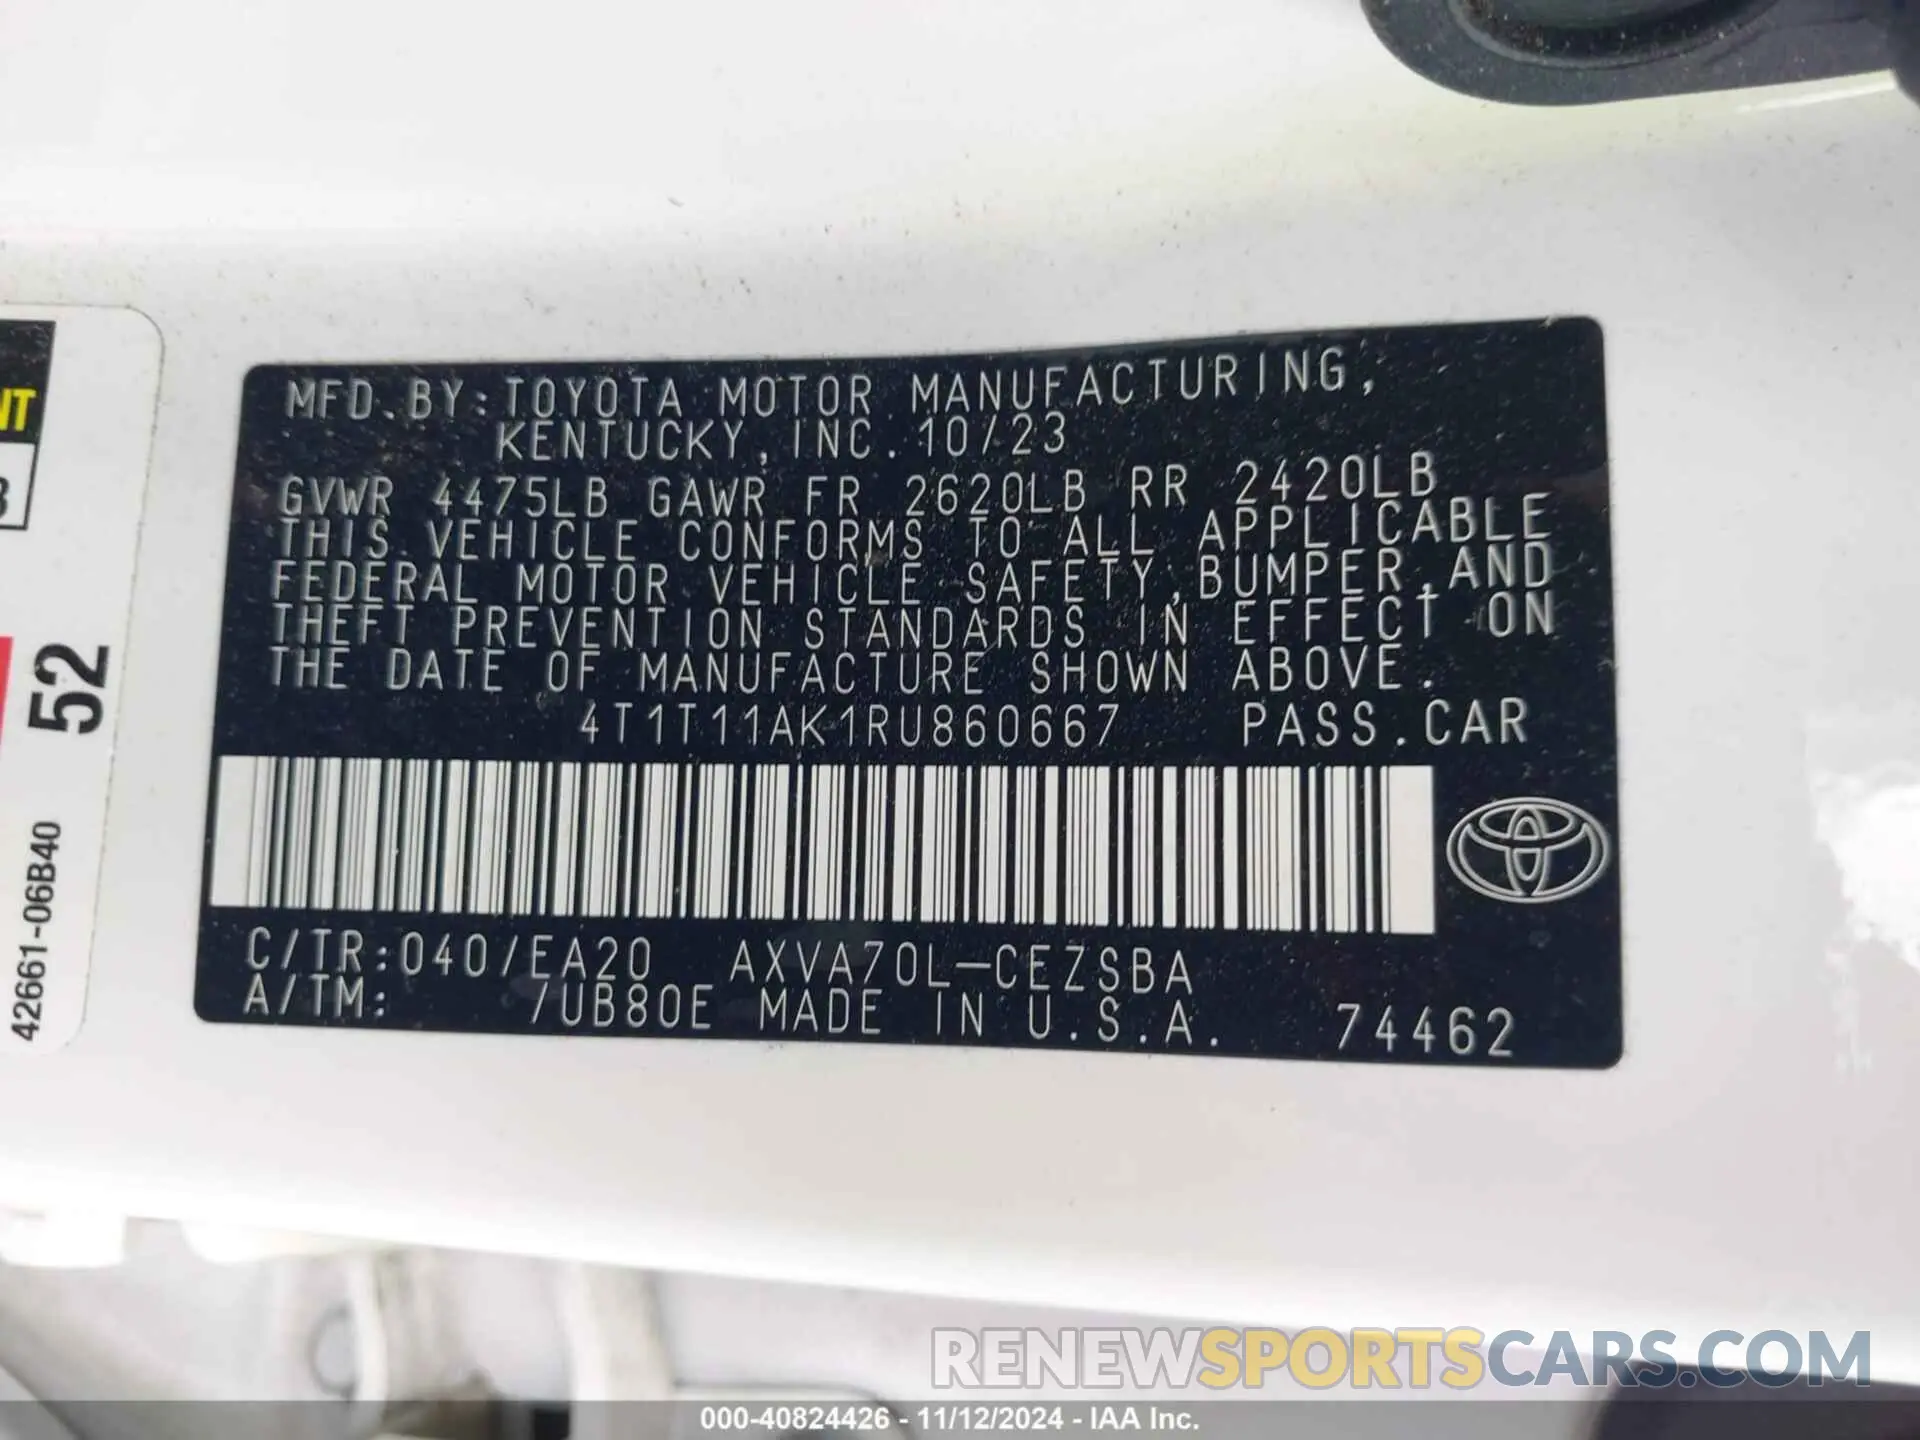 MFD. BY: TOYOTA MOTOR MANUFACTURING,
KENTUCKY, INC. 10/23
GVWR 4475LB GAWR FR 2620LB RR 2420LB
THIS VEHICLE CONFORMS TO ALL APPLICABLE
FEDERAL MOTOR VEHICLE SAFETY, BUMPER, AND
THEFT PREVENTION STANDARDS IN EFFECT ON
THE DATE OF MANUFACTURE SHOWN ABOVE.
4T1T11AK1RU860667 PASS. CAR
C/TR:040/EA20 AXVA70L-CEZSBA
A/TM: /UB80E MADE IN U.S.A. 74462
NT
52
42661-06B40
RENEWSPORTSCARS.COM
000-40824426 - 11/12/2024 - IAA Inc.